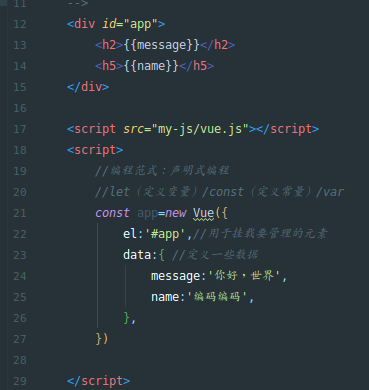 11 -->
12 <div id="app">
13 <h2>{{message}}</h2>
14 <h5>{{name}}</h5>
15 </div>
16
17 <script src="my-js/vue.js"></script>
18 <script>
19 //编程范式：声明式编程
20 //let（定义变量）/const（定义常量）/var
21 const app=new Vue({
22 el:'#app',//用于挂载要管理的元素
23 data:{ //定义一些数据
24 message:'你好，世界',
25 name:'编码编码',
26 },
27 })
28
29 </script>